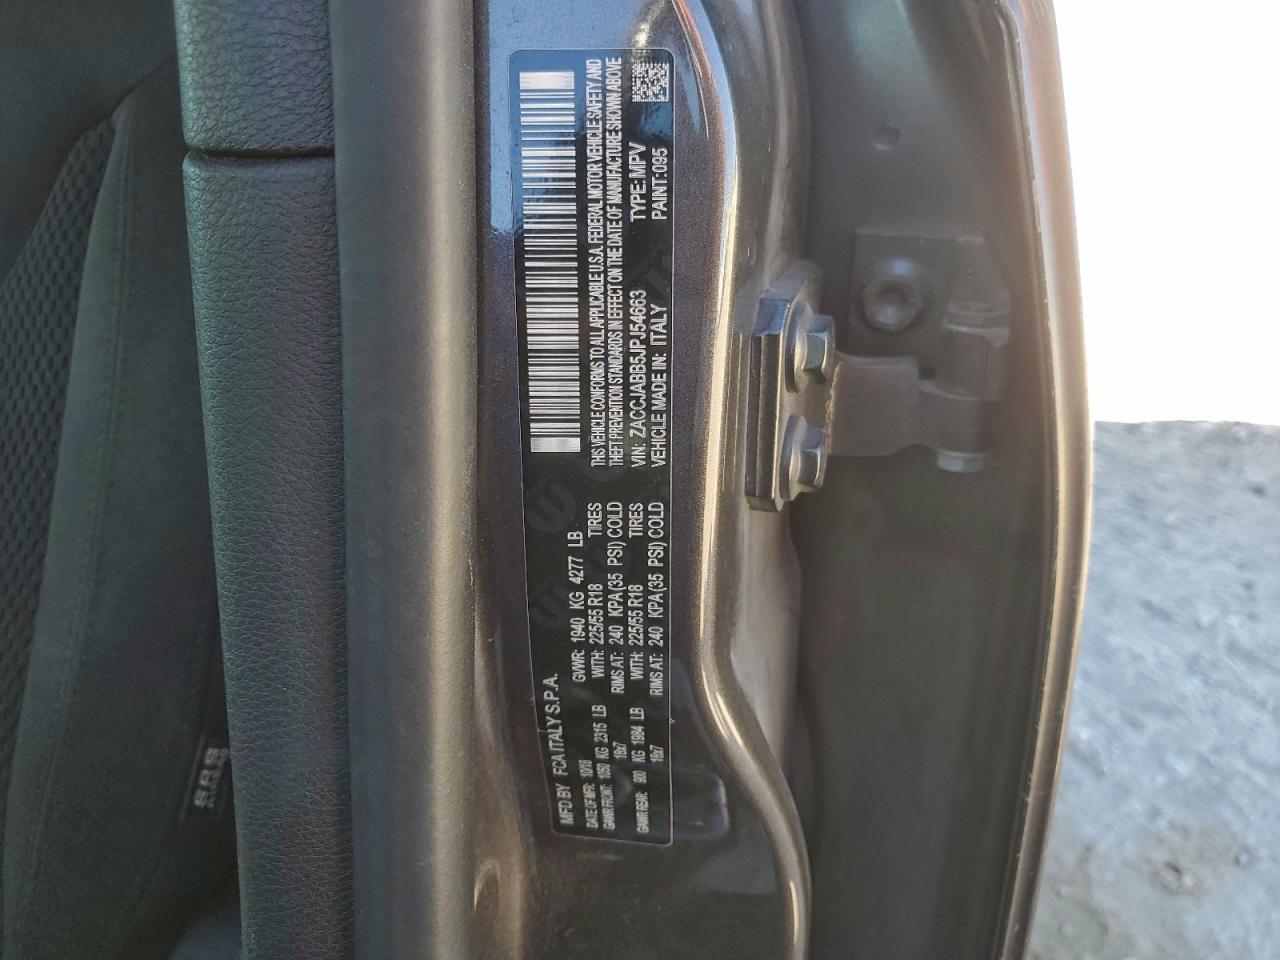 MFD BY FCA ITALY S.P.A.
DATE OF MFR: 10/18 GVWR: 1940 KG 4277 LB
GAWR FRONT: 1050 KG 2315 LB WITH: 225/55 R18 TIRES
18x7 RIMS AT: 240 KPA(35 PSI) COLD
GAWR REAR: 900 KG 1984 LB WITH: 225/55 R18 TIRES
18x7 RIMS AT: 240 KPA(35 PSI) COLD
THIS VEHICLE CONFORMS TO ALL APPLICABLE U.S.A. FEDERAL MOTOR VEHICLE SAFETY AND
THEFT PREVENTION STANDARDS IN EFFECT ON THE DATE OF MANUFACTURE SHOWN ABOVE
VIN: ZACCJABB5JPJ54663 TYPE: MPV
VEHICLE MADE IN: ITALY PAINT: 095
SRS